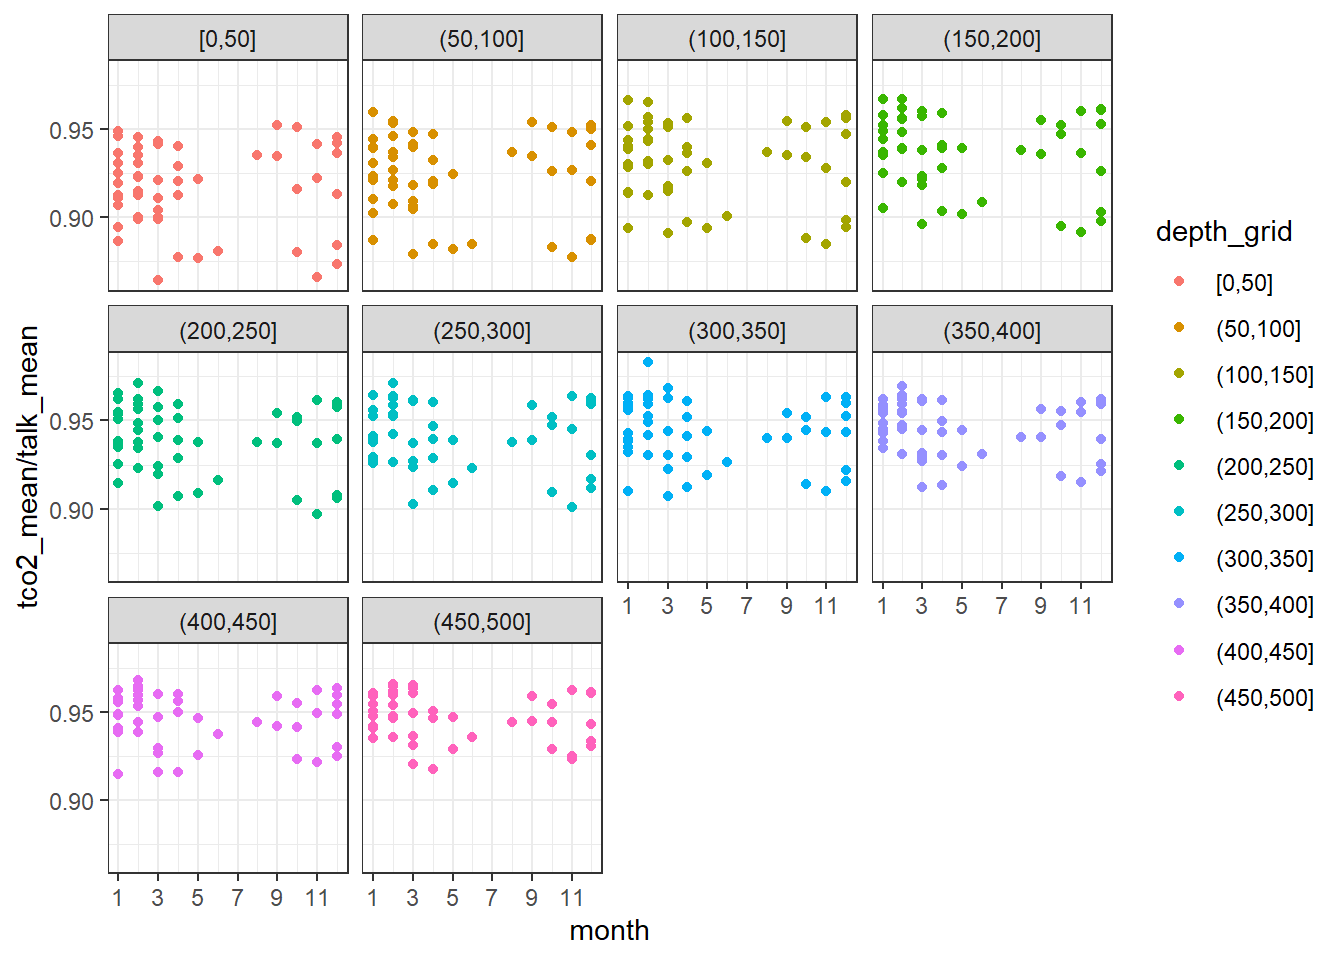 [0,50] (50,100] (100,150] (150,200]
0.95
0.90
(200,250] (250,300] (300,350] (350,400]
0.95
0.90
1 3 5 7 9 11 1 3 5 7 9 11
(400,450] (450,500]
0.95
0.90
1 3 5 7 9 11 1 3 5 7 9 11
month
tco2_mean/talk_mean
depth_grid
[0,50]
(50,100]
(100,150]
(150,200]
(200,250]
(250,300]
(300,350]
(350,400]
(400,450]
(450,500]